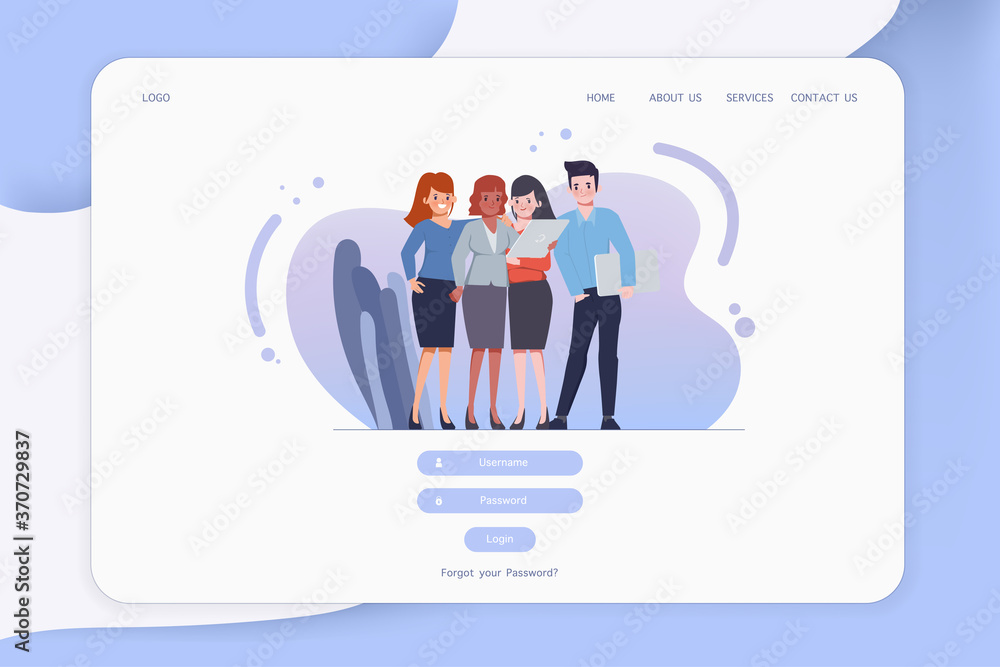 LOGO HOME ABOUT US SERVICES CONTACT US
Username
Password
Login
Forgot your Password?
Adobe Stock | #370729837
Adobe Stock